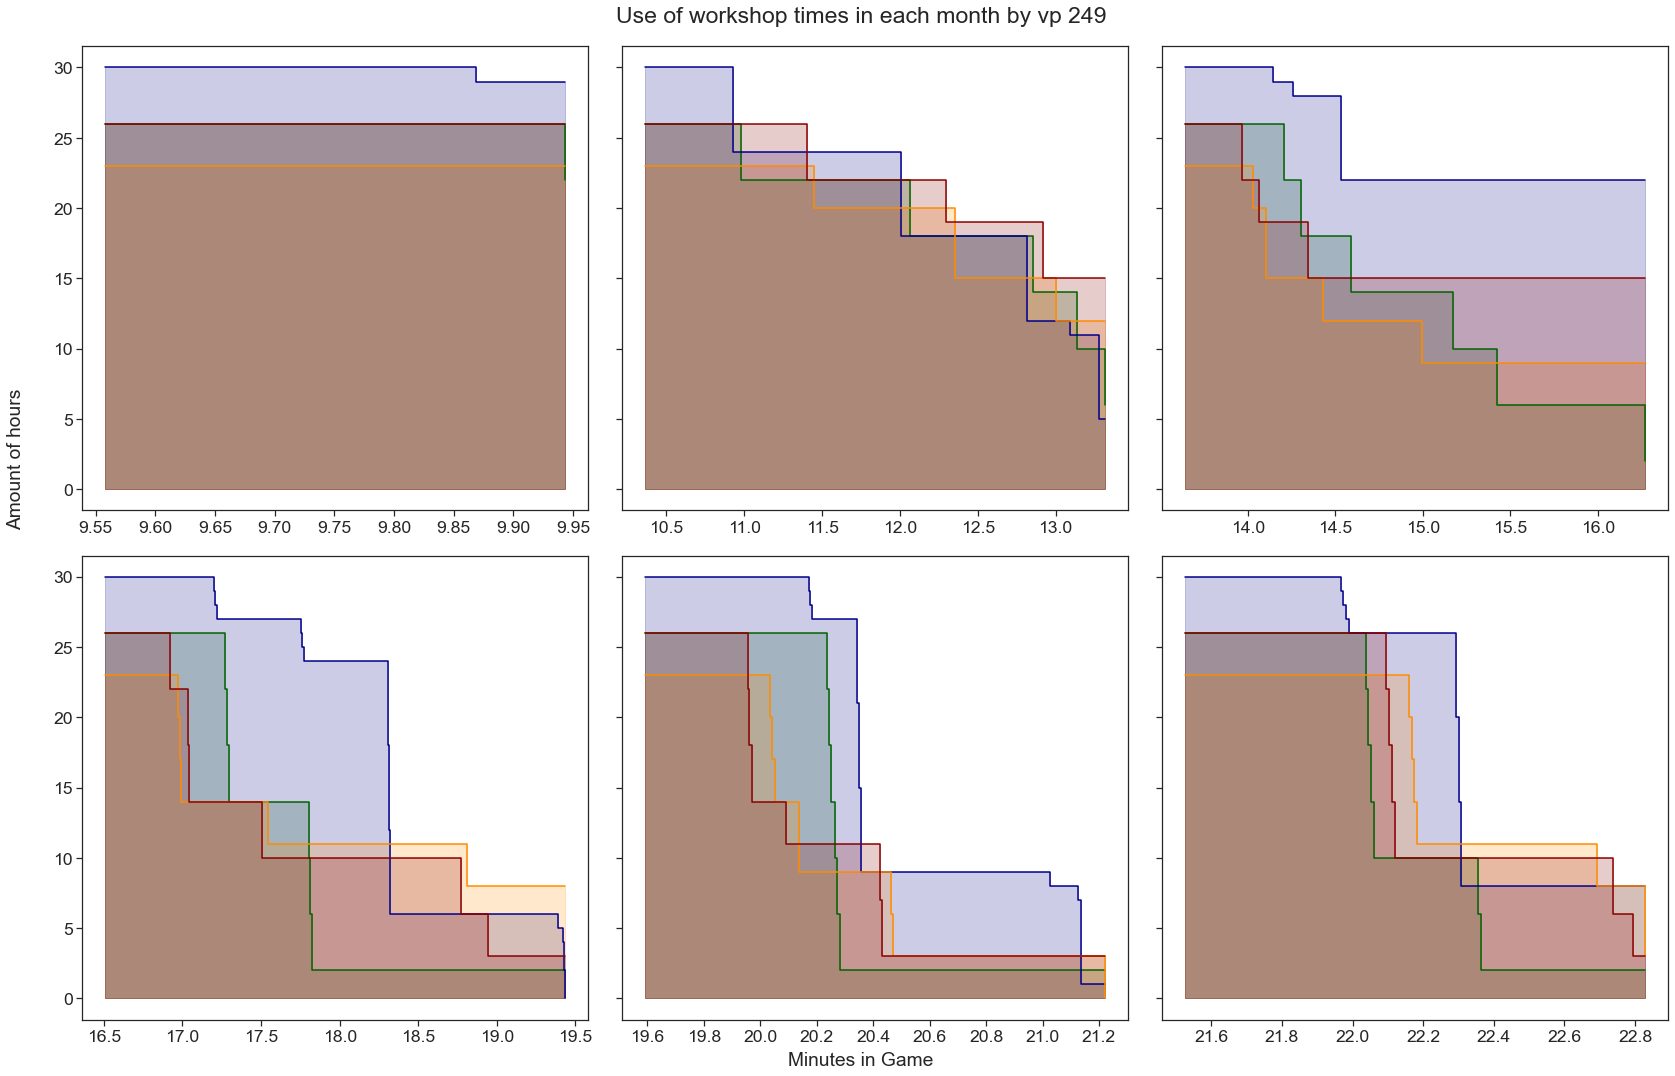 Use of workshop times in each month by vp 249
Amount of hours
30
25
20
15
10
5
0
9.55 9.60 9.65 9.70 9.75 9.80 9.85 9.90 9.95
10.5 11.0 11.5 12.0 12.5 13.0
14.0 14.5 15.0 15.5 16.0
30
25
20
15
10
5
0
16.5 17.0 17.5 18.0 18.5 19.0 19.5
19.6 19.8 20.0 20.2 20.4 20.6 20.8 21.0 21.2
21.6 21.8 22.0 22.2 22.4 22.6 22.8
Minutes in Game